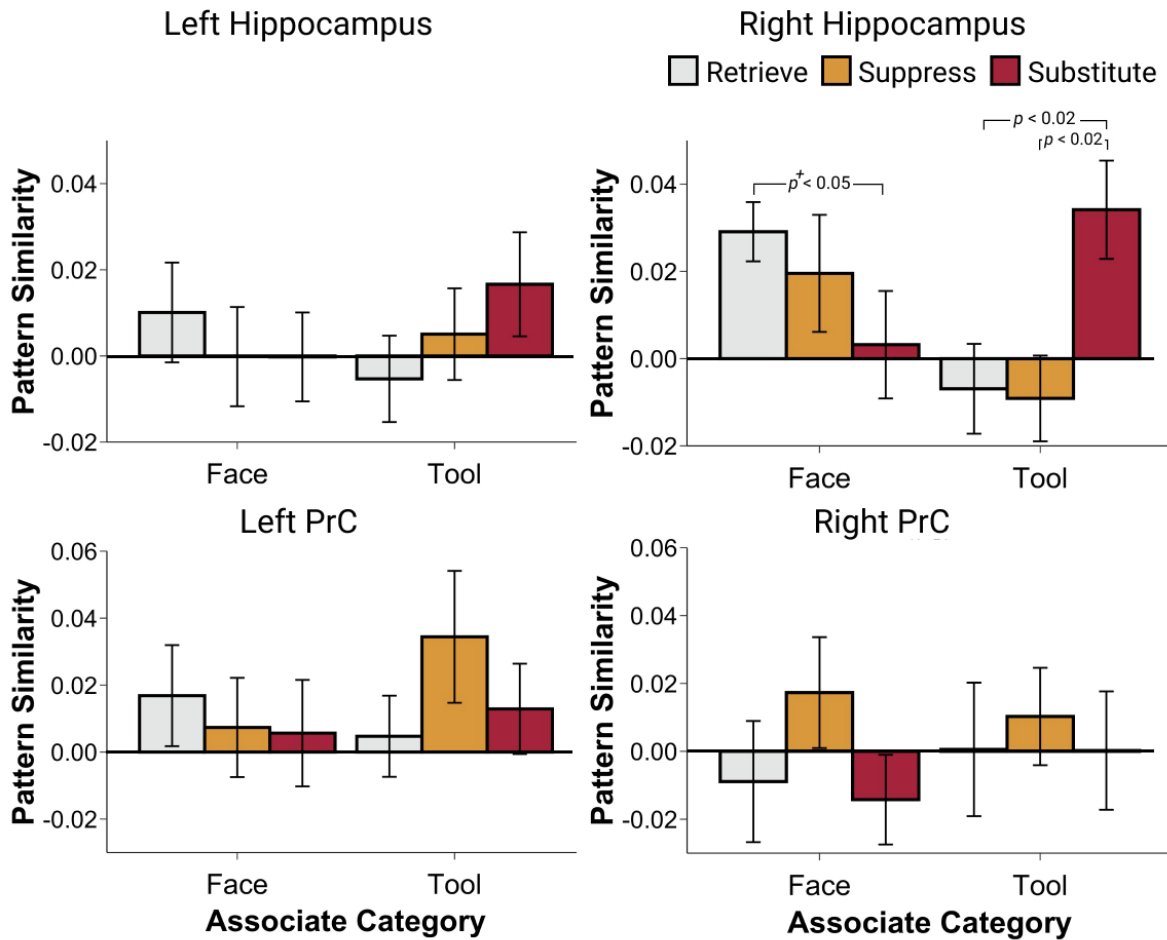 Left Hippocampus
Right Hippocampus
Retrieve Suppress Substitute
Pattern Similarity
0.04
0.02
0.00
-0.02
Face Tool
Pattern Similarity
0.04
0.02
0.00
-0.02
p < 0.02
p < 0.02
+
p < 0.05
Face Tool
Left PrC
Pattern Similarity
0.06
0.04
0.02
0.00
-0.02
Face Tool
Associate Category
Right PrC
Pattern Similarity
0.06
0.04
0.02
0.00
-0.02
Face Tool
Associate Category